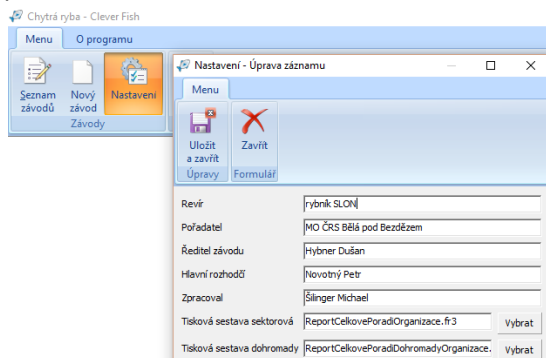 Chytrá ryba - Clever Fish
Menu O programu
Seznam závodů
Nový závod
Nastavení
Závody
Nastavení - Úprava záznamu
Menu
Uložit a zavřít
Zavřít
Úpravy Formulář
Revír rybník SLON
Pořadatel MO ČRS Bělá pod Bezdězem
Ředitel závodu Hybner Dušan
Hlavní rozhodčí Novotný Petr
Zpracoval Šilinger Michael
Tisková sestava sektorová ReportCelkovePoradiOrganizace.fr3 Vybrat
Tisková sestava dohromady ReportCelkovePoradiDohromadyOrganizace. Vybrat